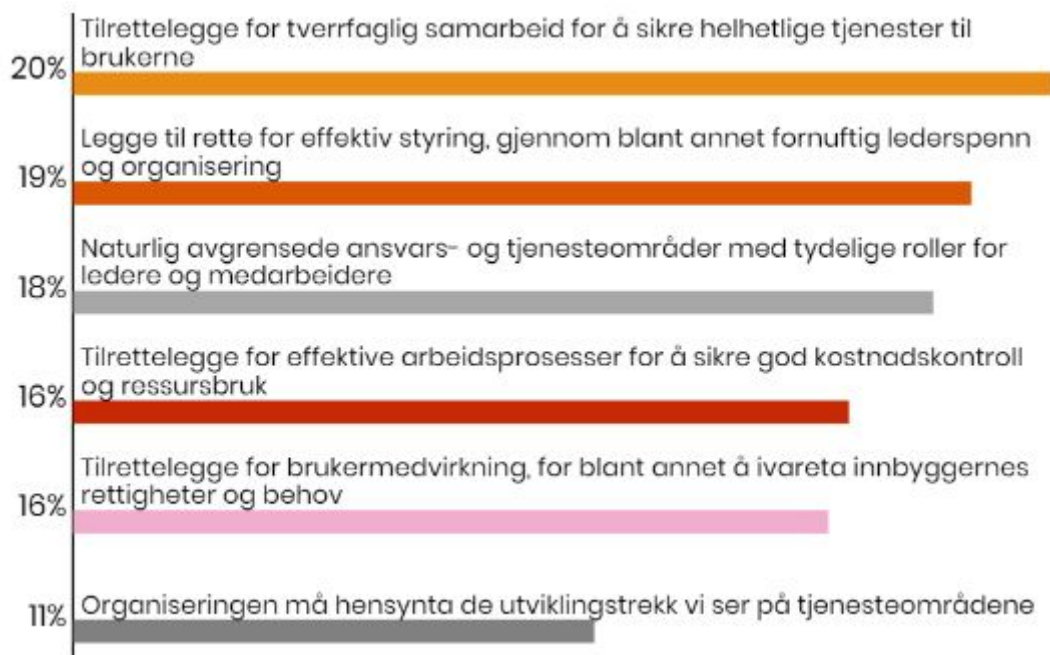 Tilrettelegge for tverrfaglig samarbeid for å sikre helhetlige tjenester til
brukerne
20%
Legge til rette for effektiv styring, gjennom blant annet fornuftig lederspenn
og organisering
19%
Naturlig avgrensede ansvars- og tjenesteområder med tydelige roller for
ledere og medarbeidere
18%
Tilrettelegge for effektive arbeidsprosesser for å sikre god kostnadskontroll
og ressursbruk
16%
Tilrettelegge for brukermedvirkning, for blant annet å ivareta innbyggernes
rettigheter og behov
16%
Organiseringen må hensynta de utviklingstrekk vi ser på tjenesteområdene
11%